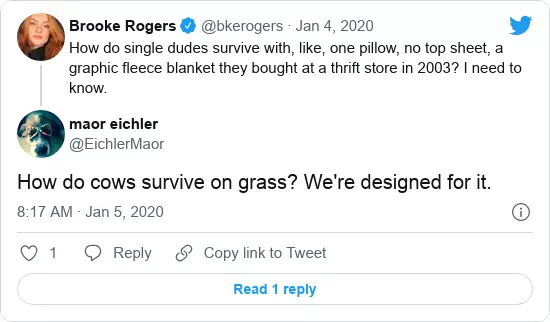 Brooke Rogers @bkerogers · Jan 4, 2020
How do single dudes survive with, like, one pillow, no top sheet, a
graphic fleece blanket they bought at a thrift store in 2003? I need to
know.
maor eichler
@EichlerMaor
How do cows survive on grass? We're designed for it.
8:17 AM · Jan 5, 2020
1 Reply Copy link to Tweet
Read 1 reply